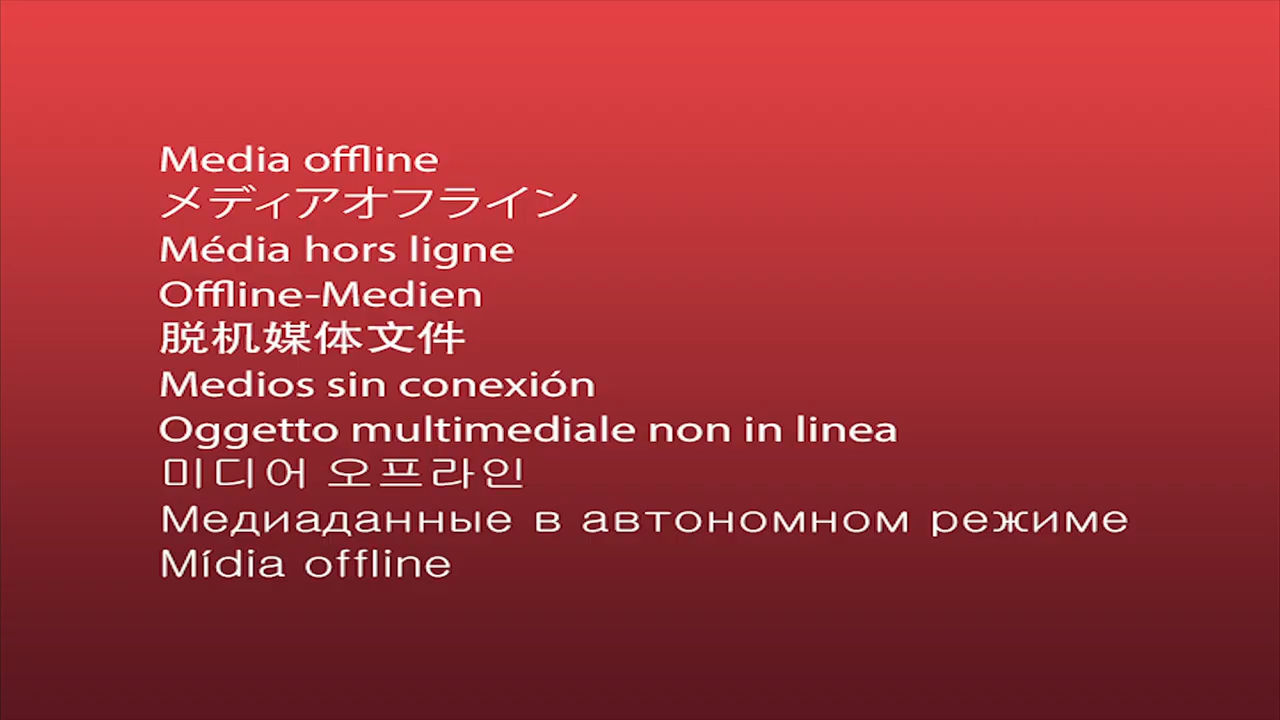 Media offline
メディアオフライン
Média hors ligne
Offline-Medien
脱机媒体文件
Medios sin conexión
Oggetto multimediale non in linea
미디어 오프라인
Медиаданные в автономном режиме
Mídia offline